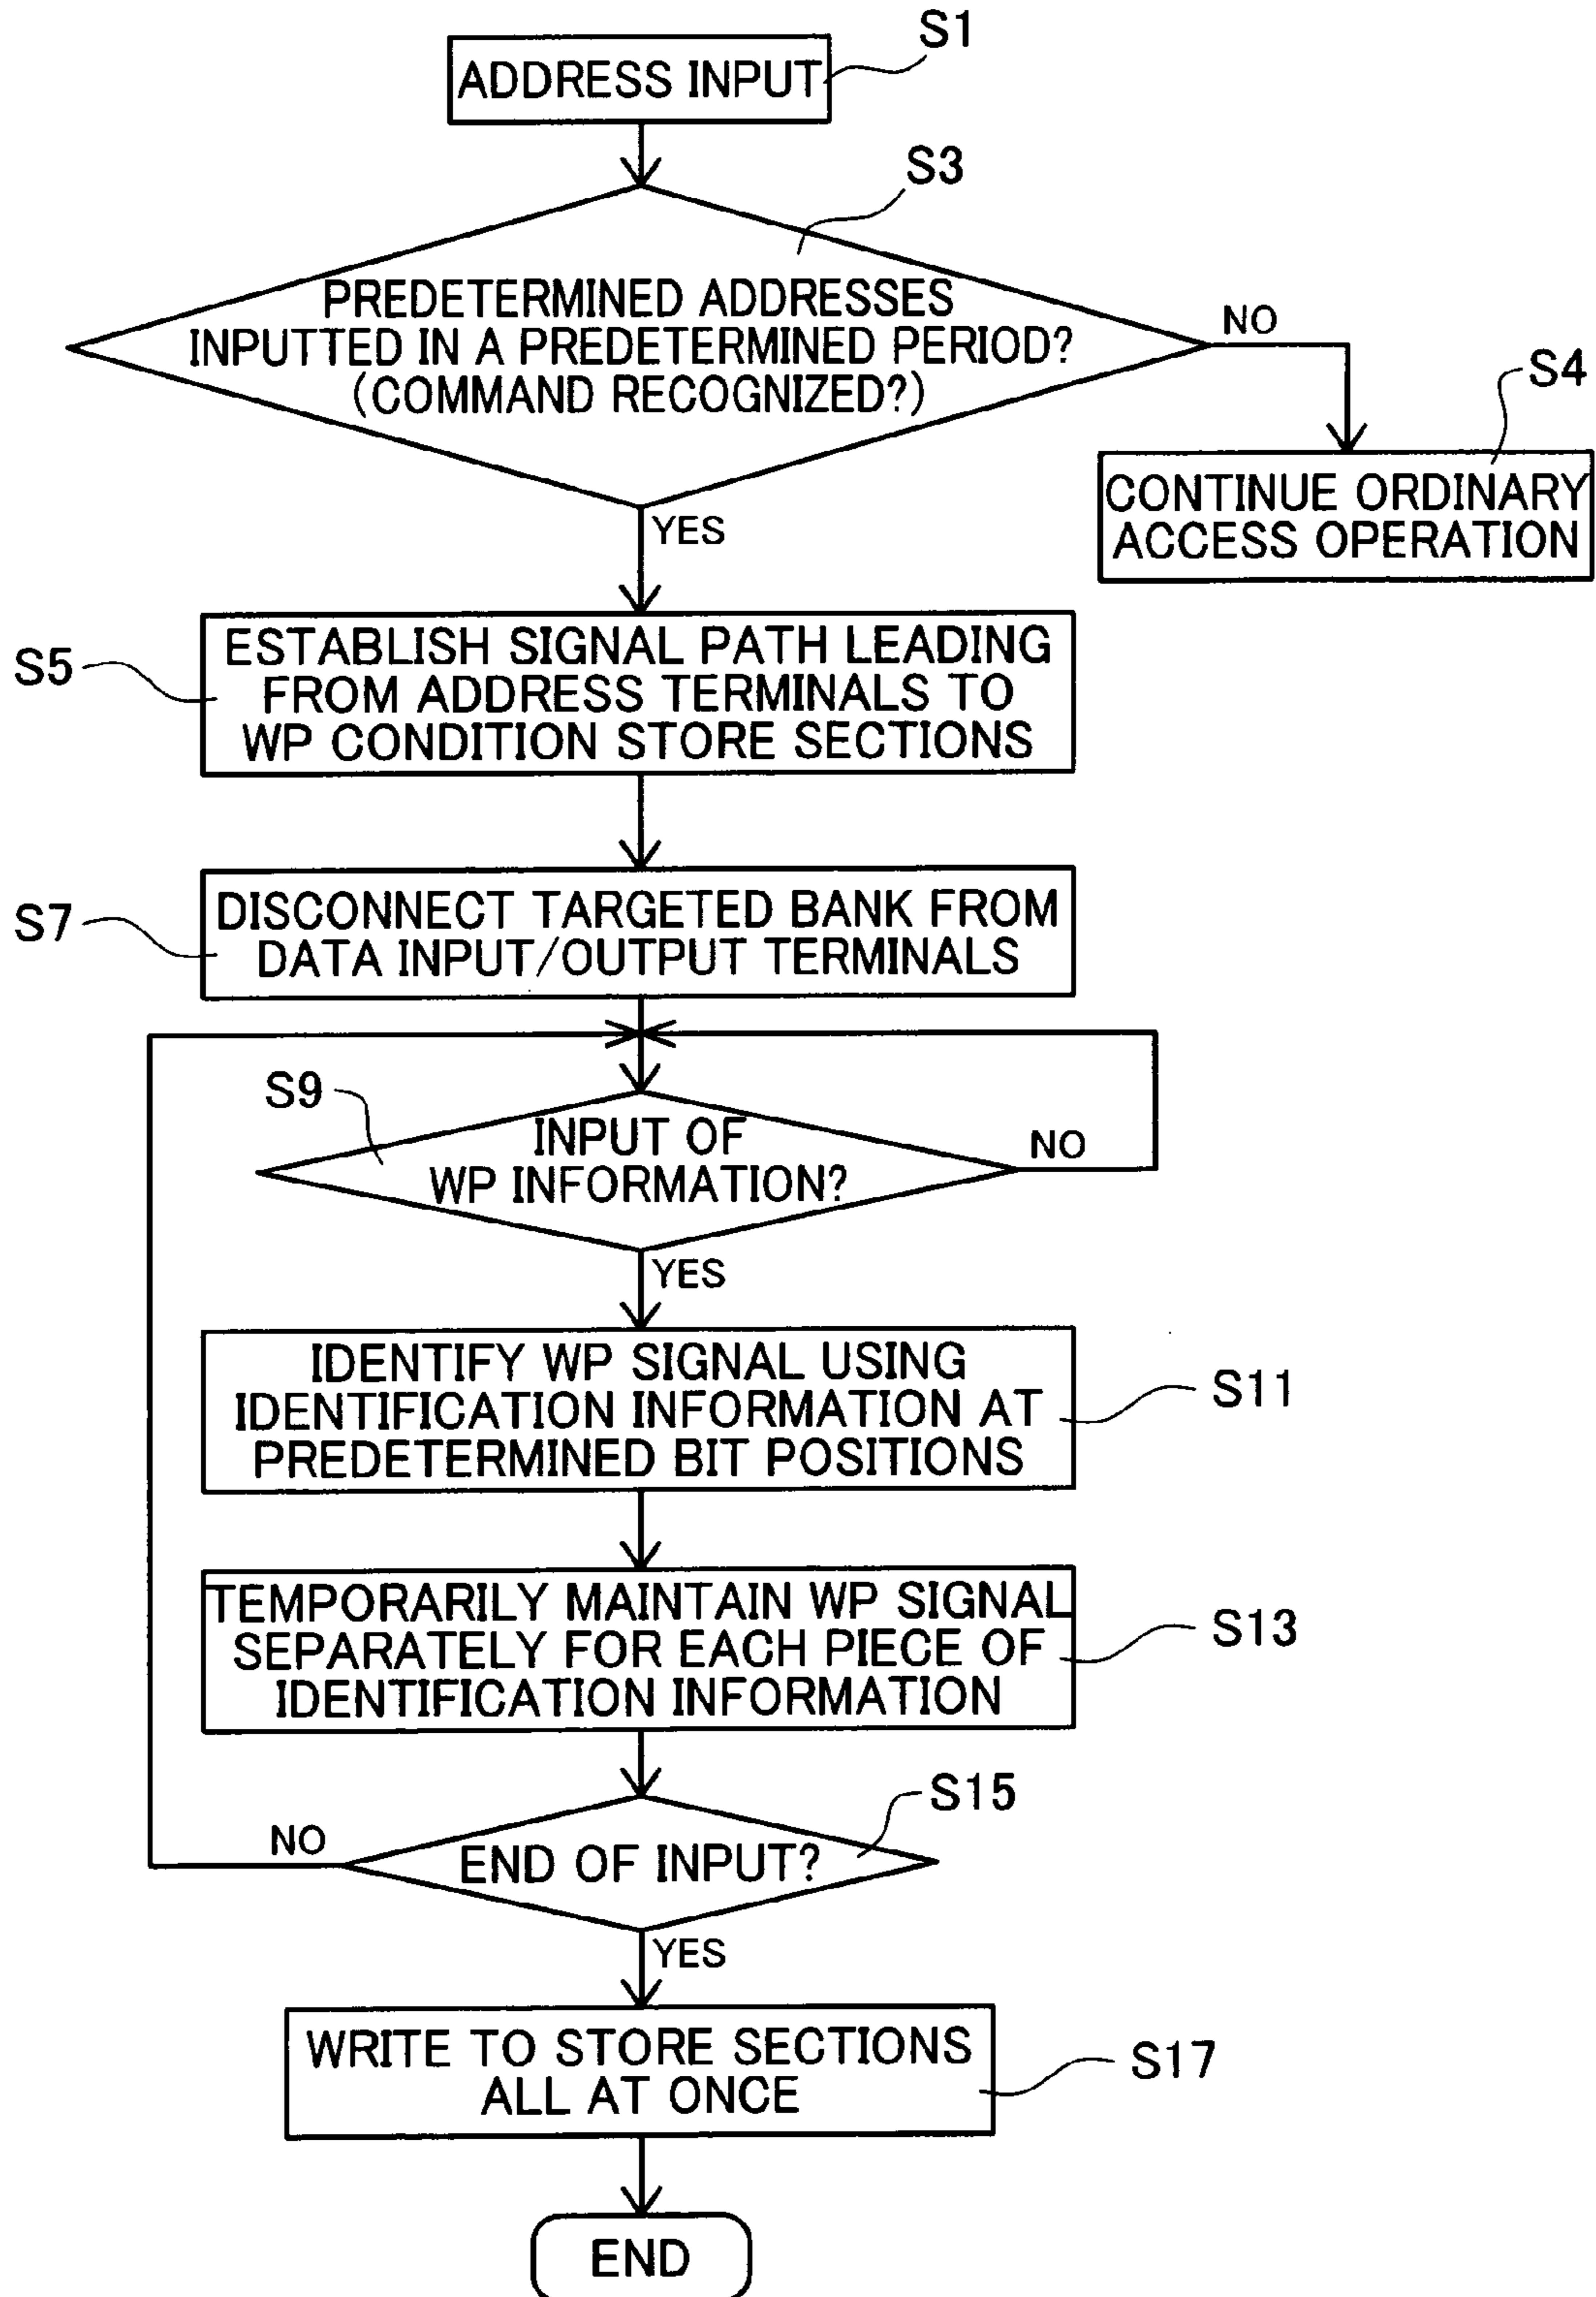 S1
ADDRESS INPUT
S3
PREDETERMINED ADDRESSES
INPUTTED IN A PREDETERMINED PERIOD?
(COMMAND RECOGNIZED?)
NO
S4
CONTINUE ORDINARY
ACCESS OPERATION
YES
S5
ESTABLISH SIGNAL PATH LEADING
FROM ADDRESS TERMINALS TO
WP CONDITION STORE SECTIONS
S7
DISCONNECT TARGETED BANK FROM
DATA INPUT/OUTPUT TERMINALS
S9
INPUT OF
WP INFORMATION?
NO
YES
IDENTIFY WP SIGNAL USING
IDENTIFICATION INFORMATION AT
PREDETERMINED BIT POSITIONS
S11
TEMPORARILY MAINTAIN WP SIGNAL
SEPARATELY FOR EACH PIECE OF
IDENTIFICATION INFORMATION
S13
S15
NO
END OF INPUT?
YES
WRITE TO STORE SECTIONS
ALL AT ONCE
S17
END